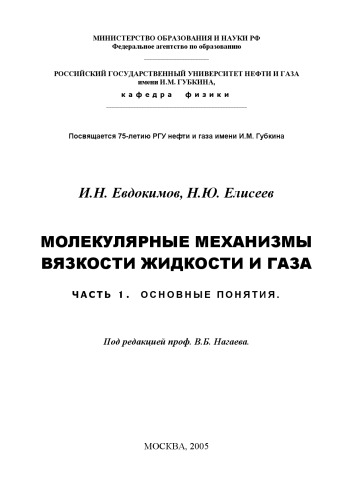 МИНИСТЕРСТВО ОБРАЗОВАНИЯ И НАУКИ РФ
Федеральное агентство по образованию
РОССИЙСКИЙ ГОСУДАРСТВЕННЫЙ УНИВЕРСИТЕТ НЕФТИ И ГАЗА
имени И.М. ГУБКИНА,
кафедра физики
Посвящается 75-летию РГУ нефти и газа имени И.М. Губкина
И.Н. Евдокимов, Н.Ю. Елисеев
МОЛЕКУЛЯРНЫЕ МЕХАНИЗМЫ
ВЯЗКОСТИ ЖИДКОСТИ И ГАЗА
ЧАСТЬ 1. ОСНОВНЫЕ ПОНЯТИЯ.
Под редакцией проф. В.Б. Нагаева.
МОСКВА, 2005